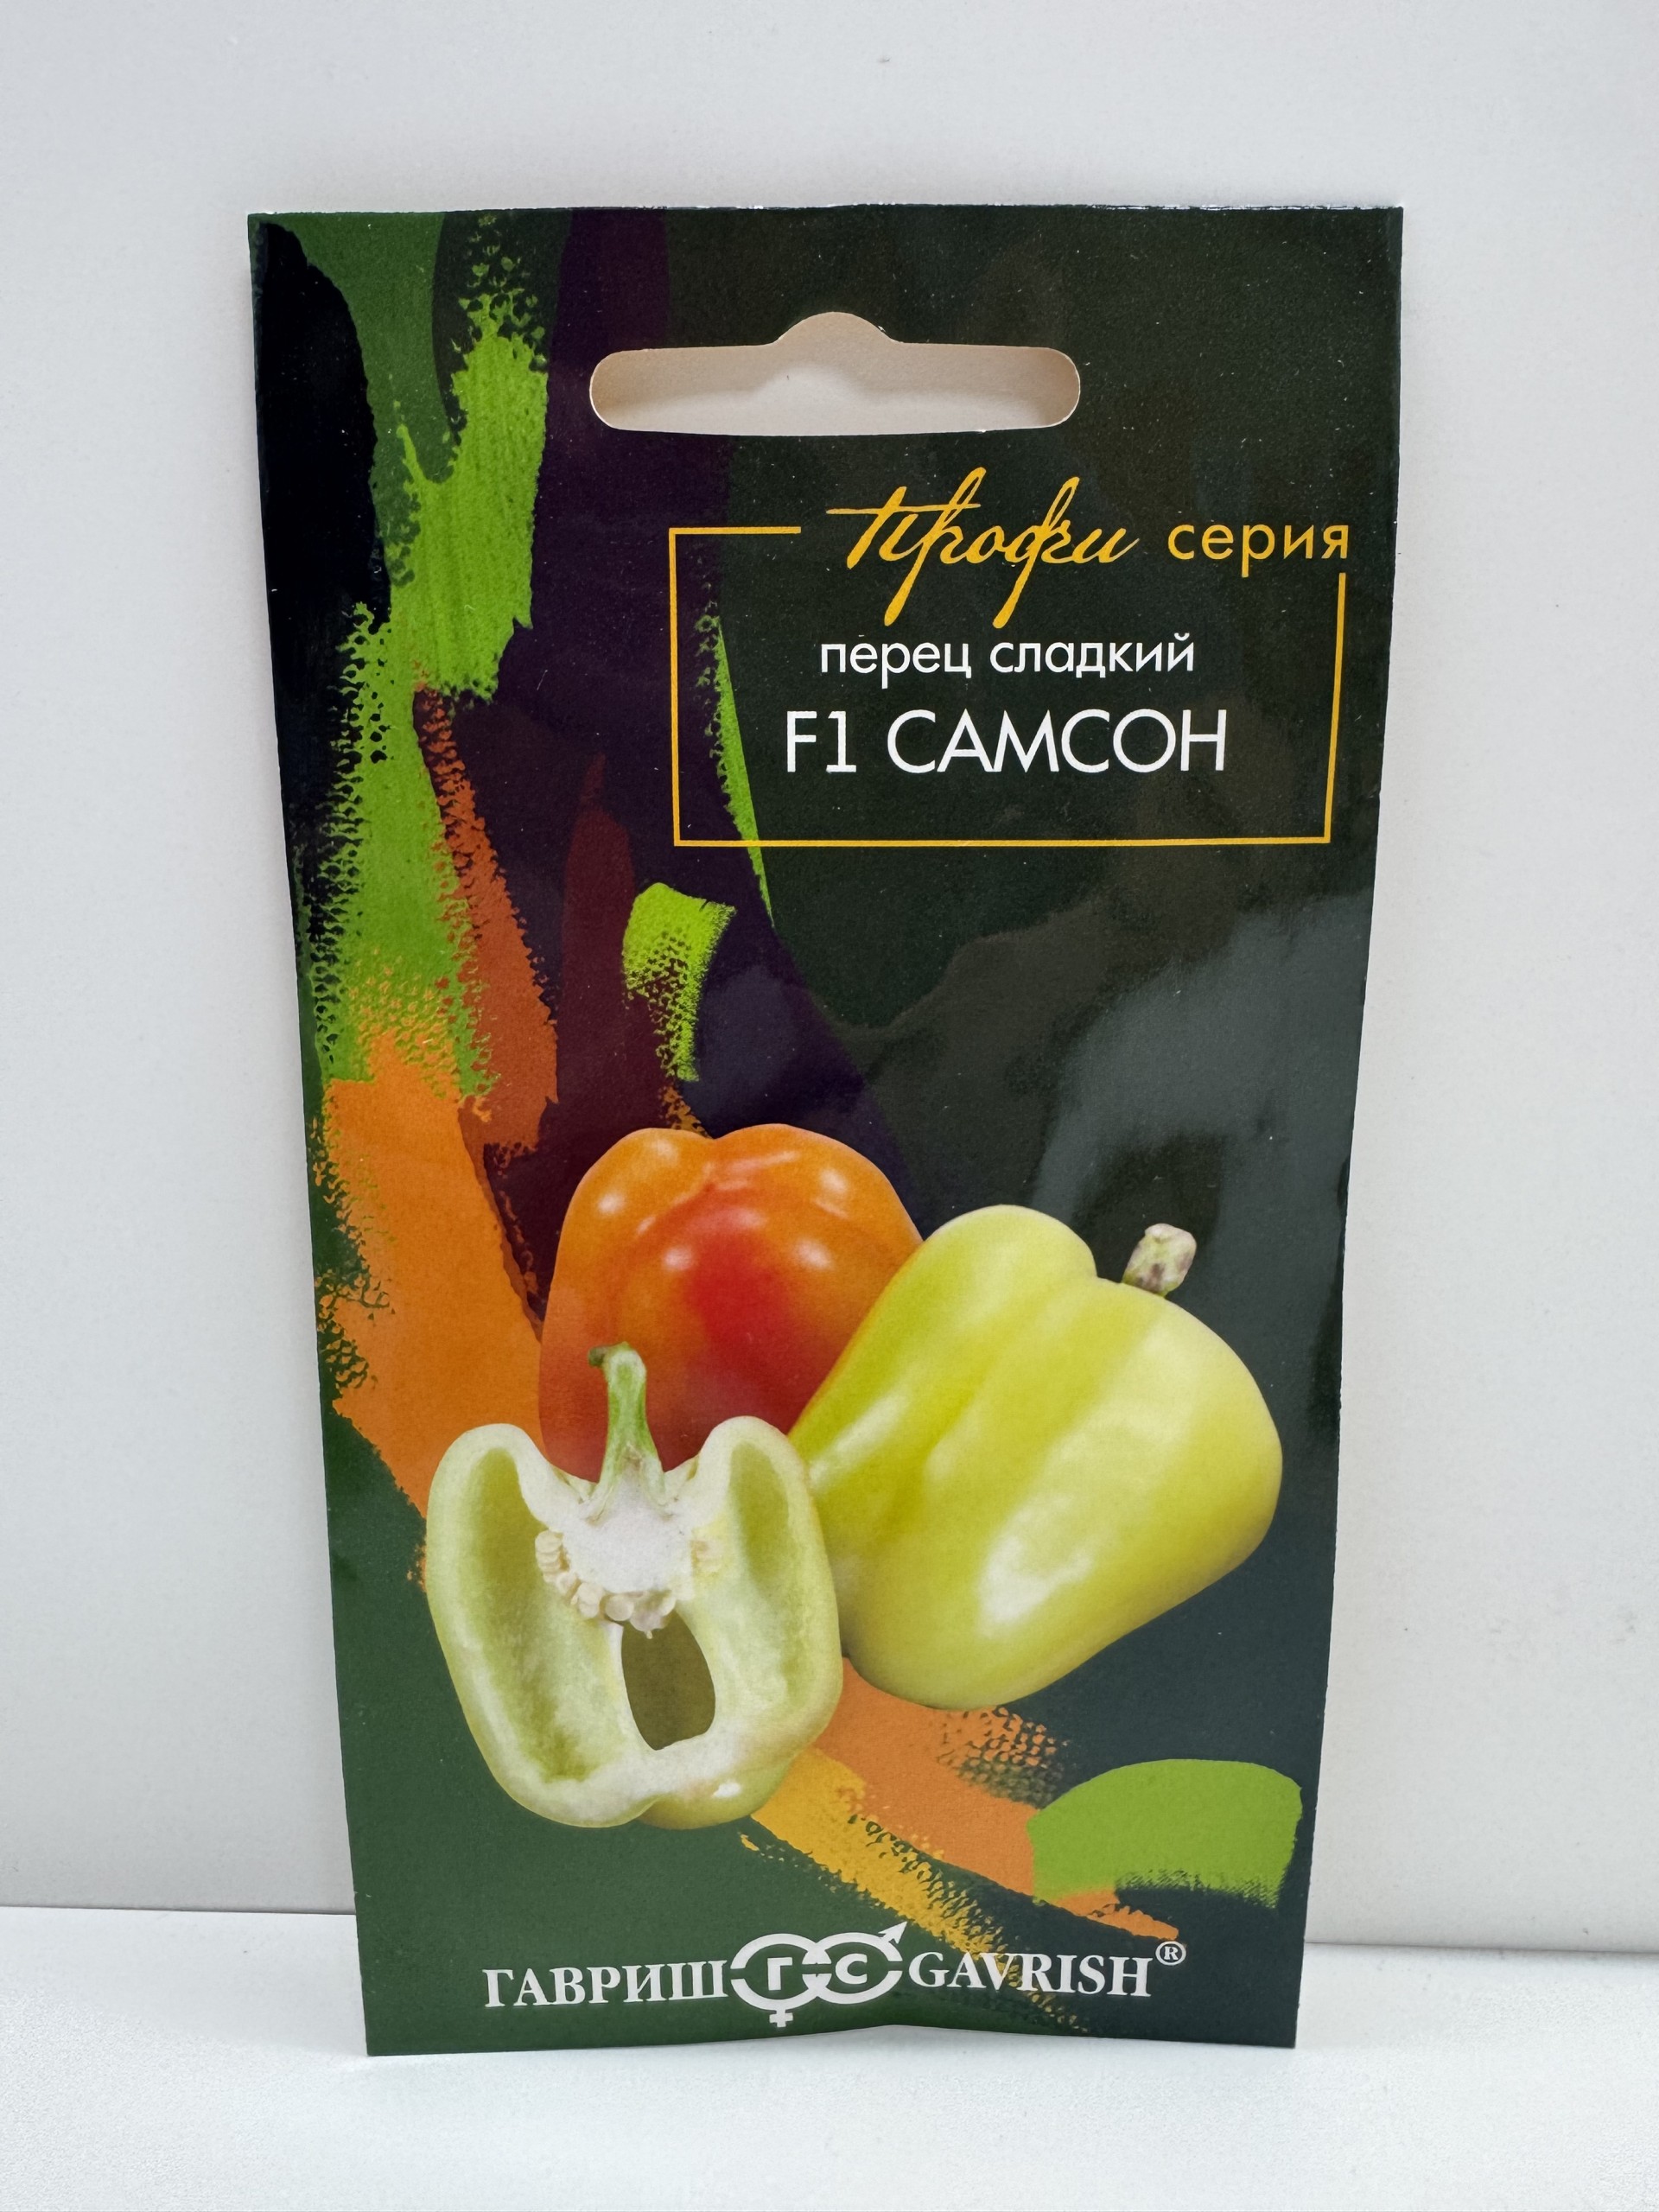 Профи серия
перец сладкий
F1 САМСОН
ГАВРИШ ГС GAVRISH®